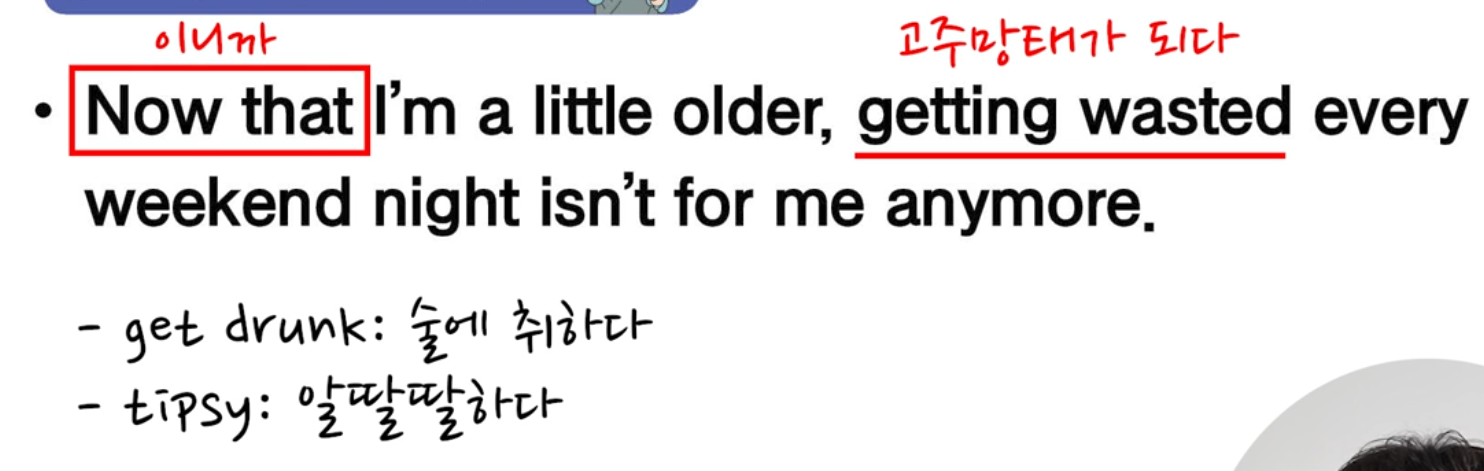 이니까 고주망태가 되다
• Now that I'm a little older, getting wasted every
weekend night isn't for me anymore.
- get drunk: 술에 취하다
- tipsy: 알딸딸하다